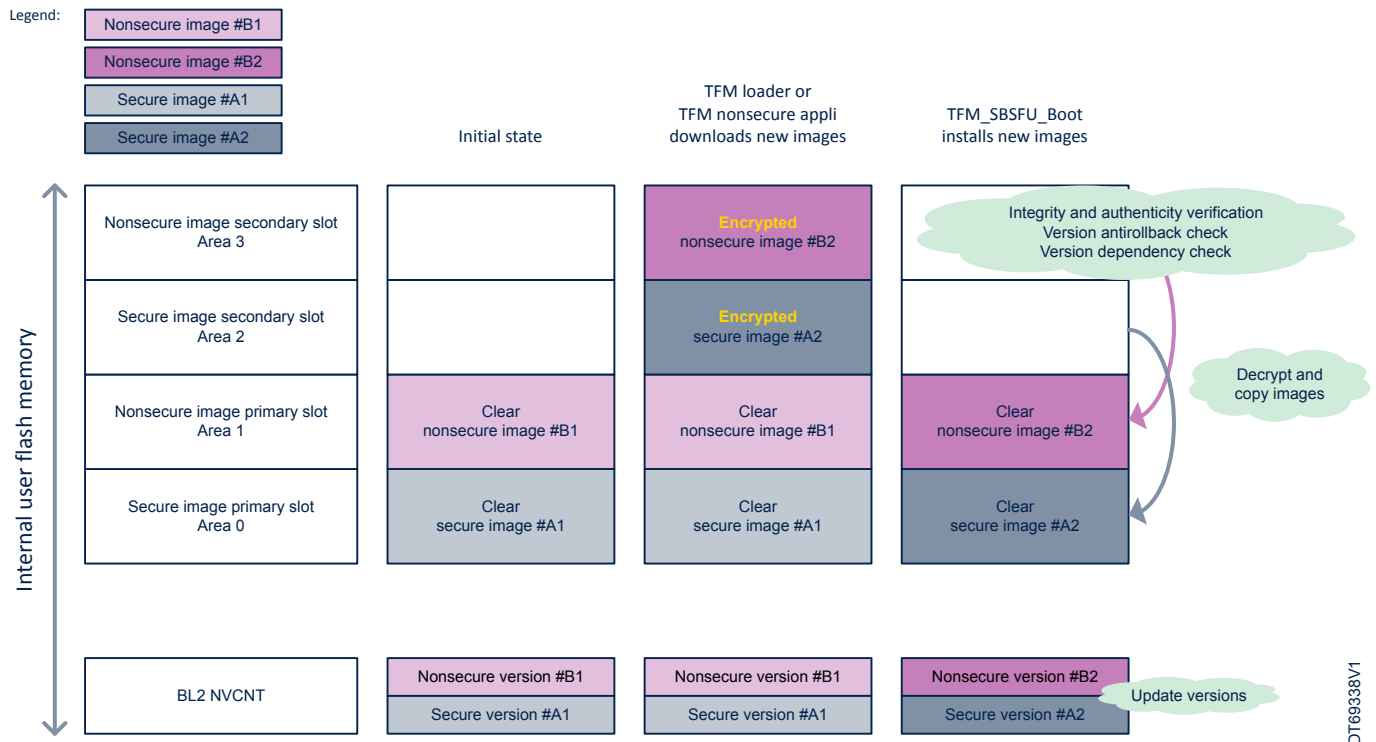 Legend:
Nonsecure image #B1
Nonsecure image #B2
Secure image #A1
Secure image #A2
Initial state
TFM loader or
TFM nonsecure appli
downloads new images
TFM_SBSFU_Boot
installs new images
Internal user flash memory
Nonsecure image secondary slot
Area 3
Encrypted
nonsecure image #B2
Integrity and authenticity verification
Version antirollback check
Version dependency check
Secure image secondary slot
Area 2
Encrypted
secure image #A2
Decrypt and
copy images
Nonsecure image primary slot
Area 1
Clear
nonsecure image #B1
Clear
nonsecure image #B1
Clear
nonsecure image #B2
Secure image primary slot
Area 0
Clear
secure image #A1
Clear
secure image #A1
Clear
secure image #A2
BL2 NVCNT
Nonsecure version #B1
Secure version #A1
Nonsecure version #B1
Secure version #A1
Nonsecure version #B2
Secure version #A2
Update versions
DT69338V1